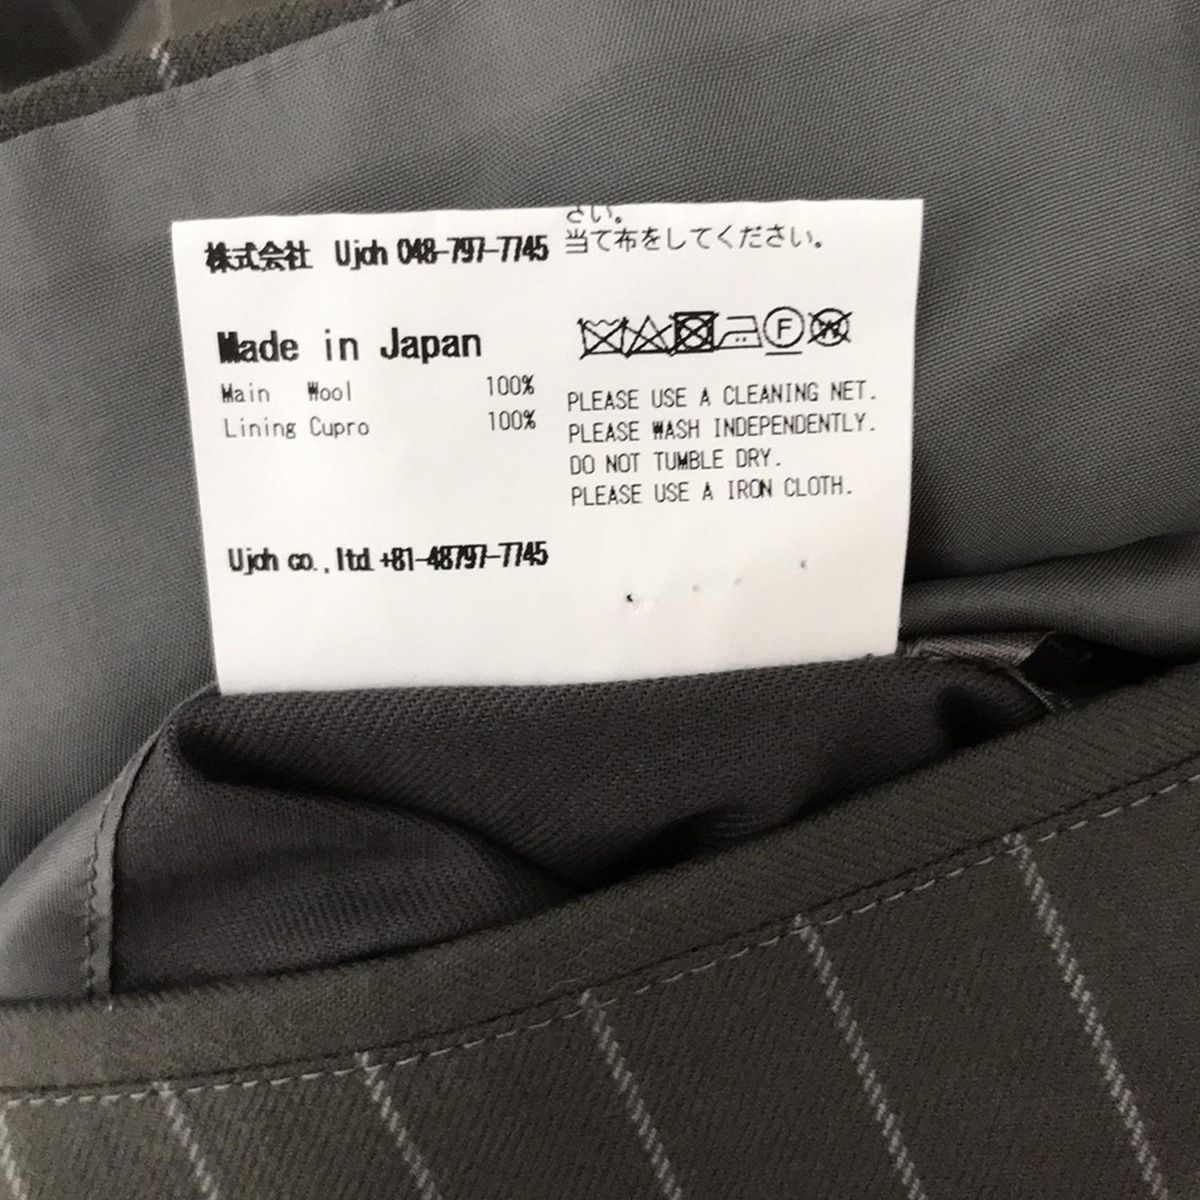 さい。
当て布をしてください。
株式会社 Ujoh 048-797-7745
Made in Japan
Main Wool 100%
Lining Cupro 100%
Ujoh co.,ltd. +81-48797-7745
F
W
PLEASE USE A CLEANING NET.
PLEASE WASH INDEPENDENTLY.
DO NOT TUMBLE DRY.
PLEASE USE A IRON CLOTH.